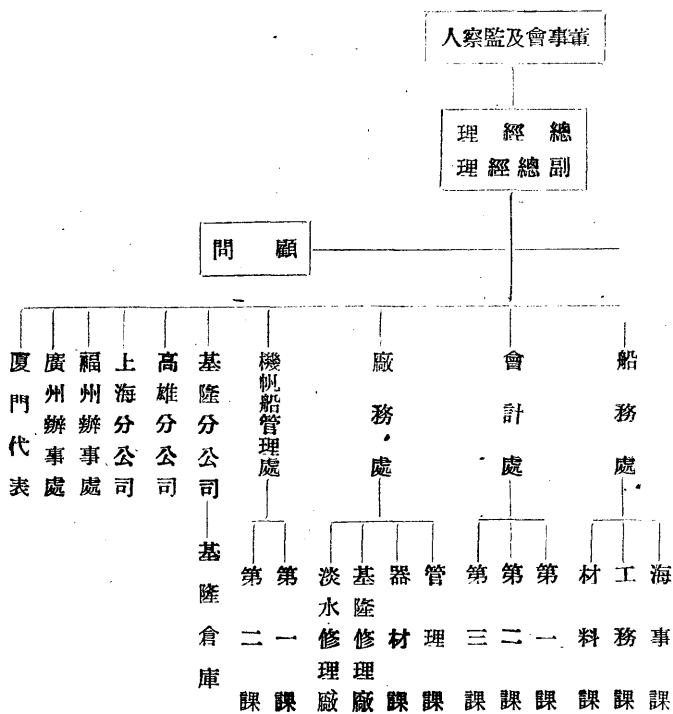 董事會及監察人
總經理
副總經理
顧問
船務處
會計處
廠務處
機帆船管理處
基隆分公司
高雄分公司
上海分公司
福州辦事處
廣州辦事處
廈門代表
海事課
工務課
材料課
第一課
第二課
第三課
管理課
器材課
基隆修理廠
淡水修理廠
第一課
第二課
基隆倉庫